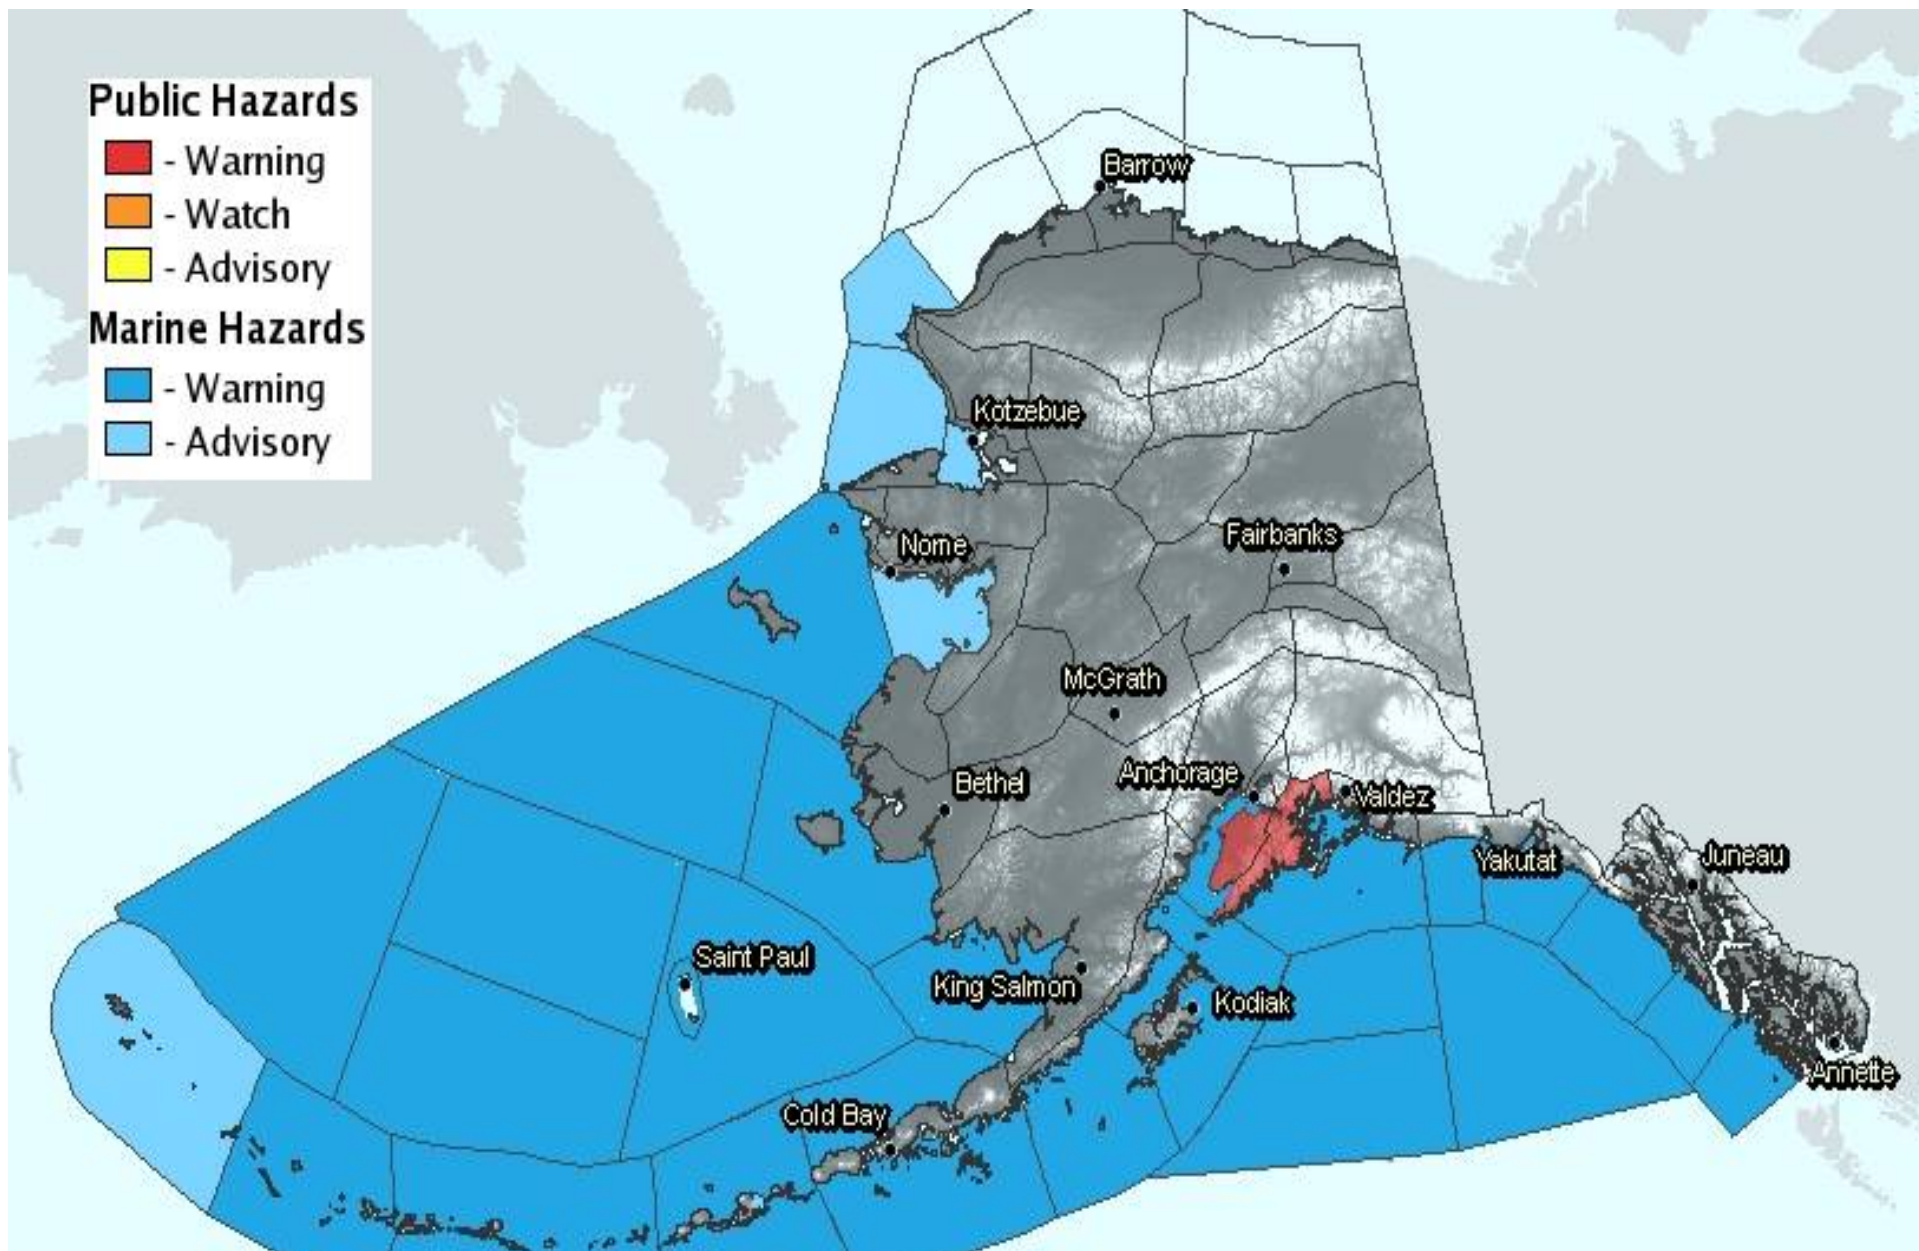 Public Hazards
- Warning
- Watch
- Advisory
Marine Hazards
- Warning
- Advisory
Barrow
Kotzebue
Fairbanks
Nome
McGrath
Anchorage
Bethel
Valdez
Yakutat
Juneau
Saint Paul
King Salmon
Kodiak
Annette
Cold Bay